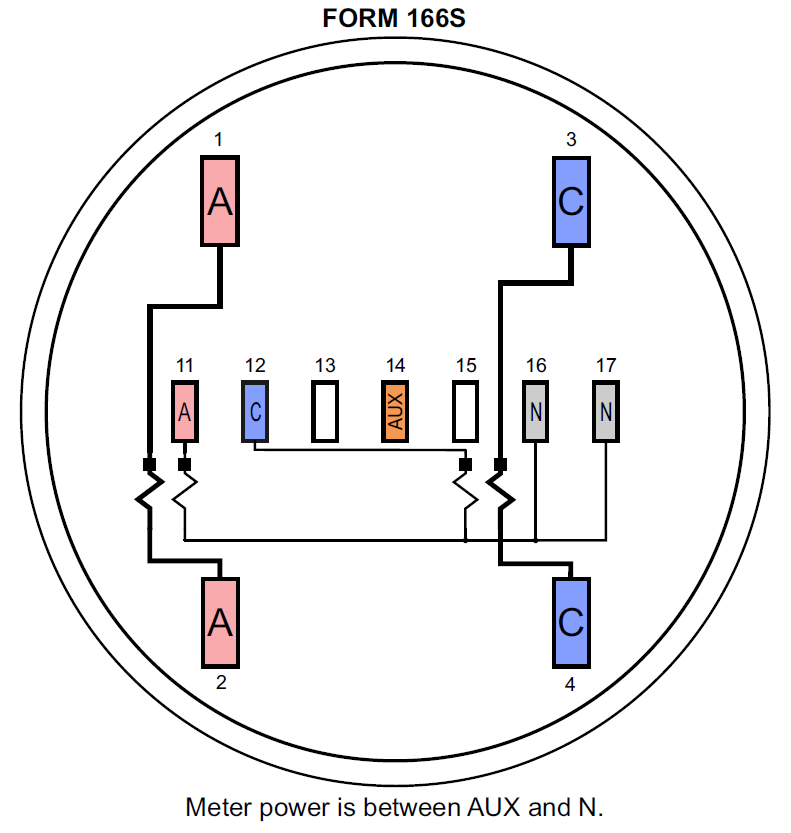 FORM 166S
1 3
A C
11 12 13 14 15 16 17
A C AUX N N
A C
2 4
Meter power is between AUX and N.